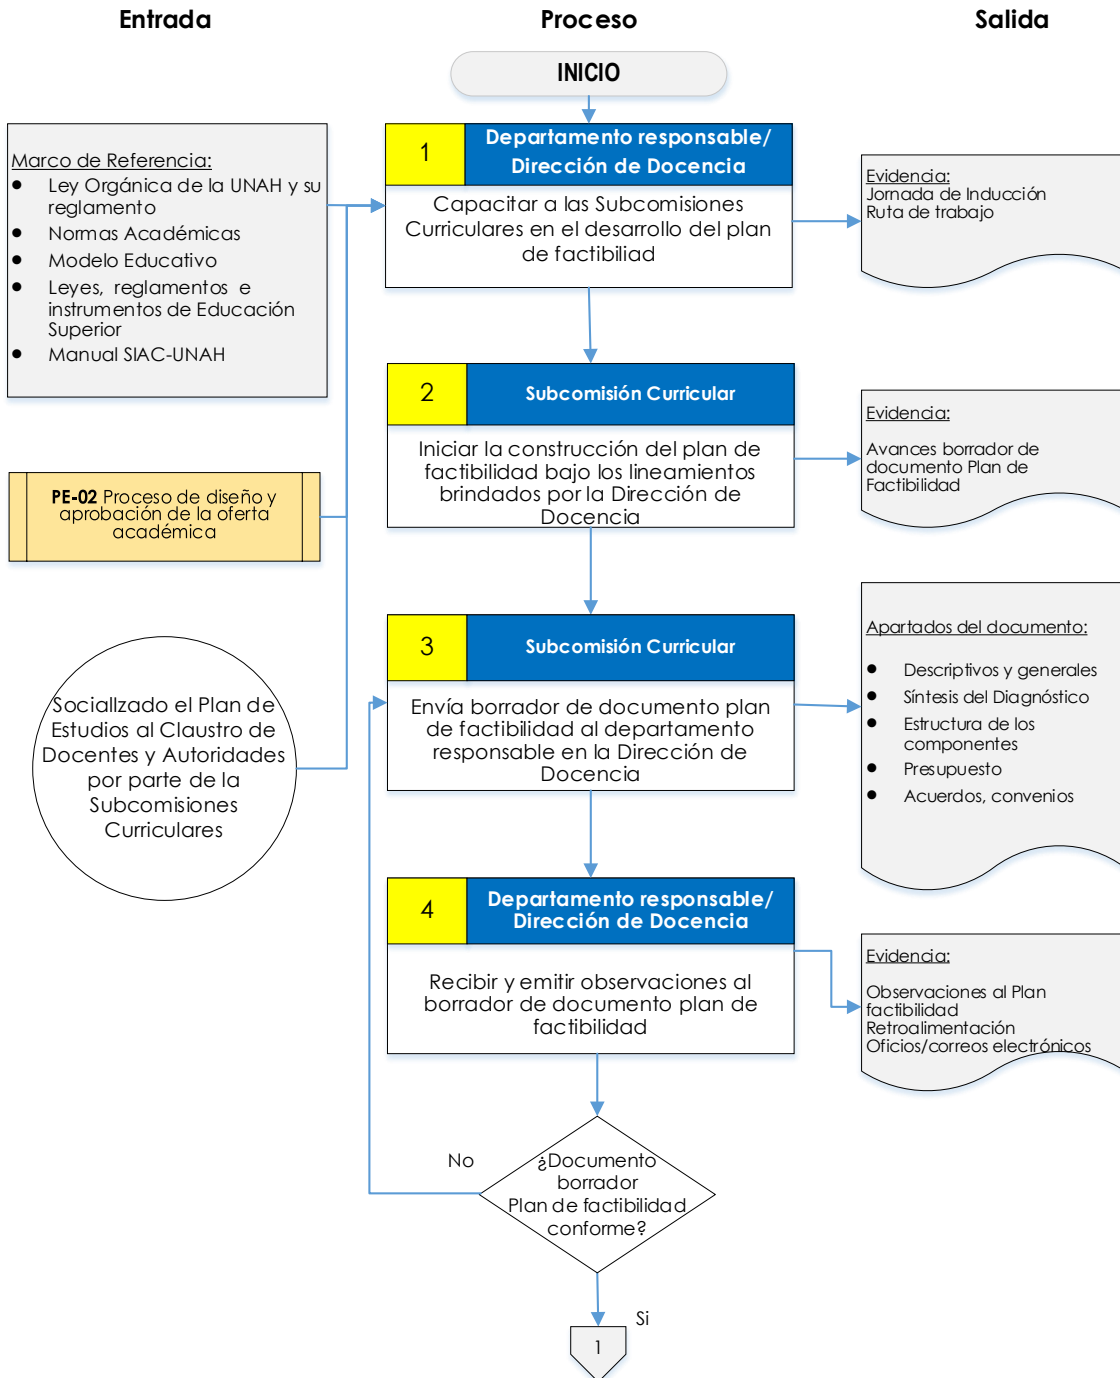 Entrada
Proceso
Salida
INICIO
Marco de Referencia:
● Ley Orgánica de la UNAH y su
reglamento
● Normas Académicas
● Modelo Educativo
● Leyes, reglamentos e
instrumentos de Educación
Superior
● Manual SIAC-UNAH
1
Departamento responsable/
Dirección de Docencia
Capacitar a las Subcomisiones
Curriculares en el desarrollo del plan
de factibiliad
Evidencia:
Jornada de Inducción
Ruta de trabajo
2
Subcomisión Curricular
Iniciar la construcción del plan de
factibilidad bajo los lineamientos
brindados por la Dirección de
Docencia
Evidencia:
Avances borrador de
documento Plan de
Factibilidad
PE-02 Proceso de diseño y
aprobación de la oferta
académica
3
Subcomisión Curricular
Envía borrador de documento plan
de factibilidad al departamento
responsable en la Dirección de
Docencia
Apartados del documento:
● Descriptivos y generales
● Síntesis del Diagnóstico
● Estructura de los
componentes
● Presupuesto
● Acuerdos, convenios
Sociallzado el Plan de
Estudios al Claustro de
Docentes y Autoridades
por parte de la
Subcomisiones
Curriculares
4
Departamento responsable/
Dirección de Docencia
Recibir y emitir observaciones al
borrador de documento plan de
factibilidad
Evidencia:
Observaciones al Plan
factibilidad
Retroalimentación
Oficios/correos electrónicos
No
¿Documento
borrador
Plan de factibilidad
conforme?
Si
1